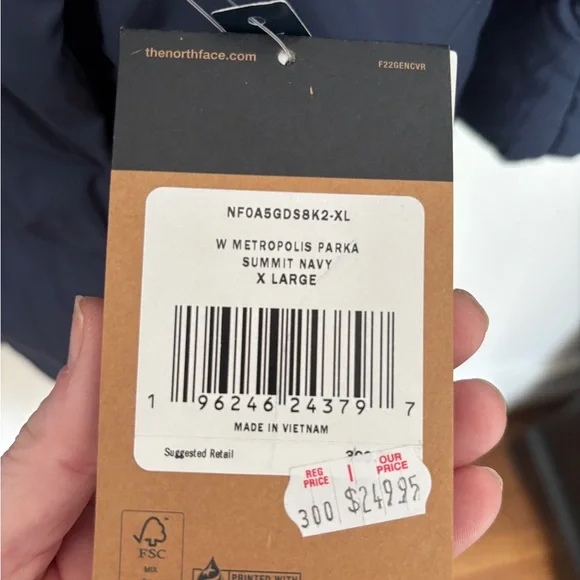 thenorthface.com
F22GENCVR
NF0A5GDS8K2-XL
W METROPOLIS PARKA
SUMMIT NAVY
X LARGE
1 96246 24379 7
MADE IN VIETNAM
Suggested Retail
REG PRICE
OUR PRICE
300
$249.95
FSC
MIX
PRINTED WITH